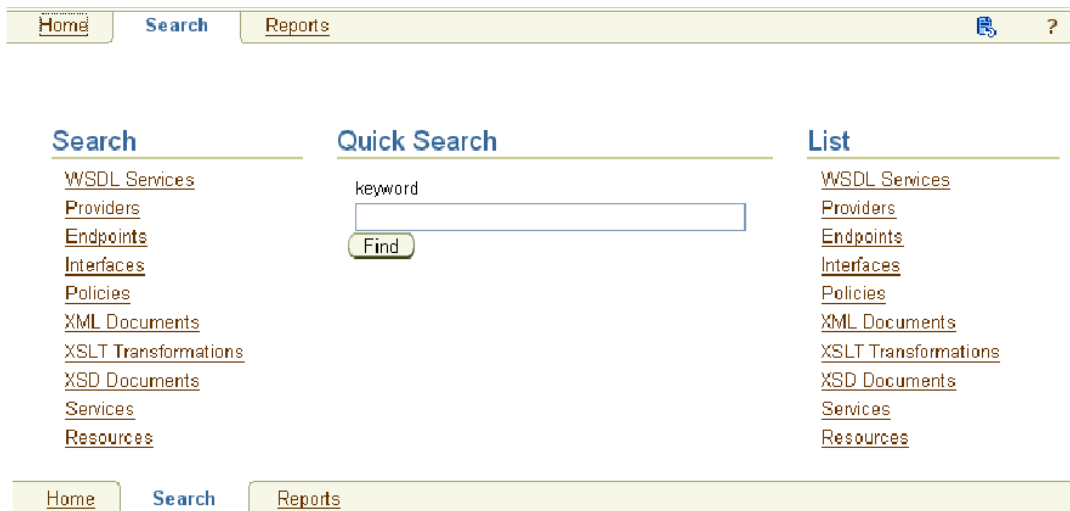 Home Search Reports ?
Search
WSDL Services
Providers
Endpoints
Interfaces
Policies
XML Documents
XSLT Transformations
XSD Documents
Services
Resources
Quick Search
keyword
Find
List
WSDL Services
Providers
Endpoints
Interfaces
Policies
XML Documents
XSLT Transformations
XSD Documents
Services
Resources
Home Search Reports